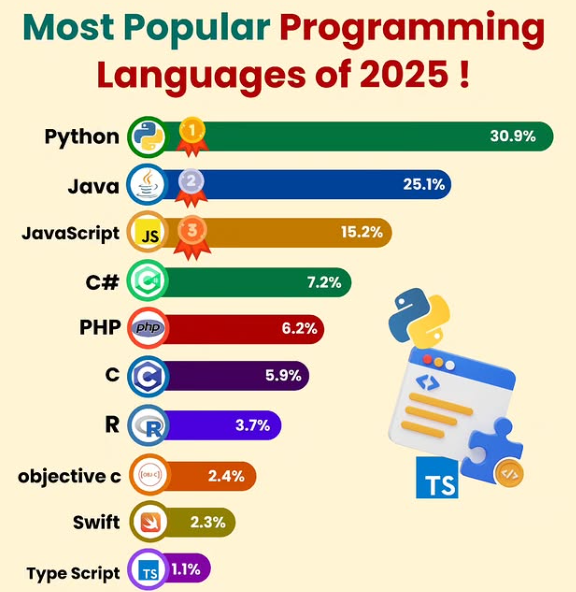 Most Popular Programming
Languages of 2025 !
Python 1 30.9%
Java 2 25.1%
JavaScript JS 3 15.2%
C# C 7.2%
PHP php 6.2%
C C 5.9%
R R 3.7%
objective c [OBJ-C] 2.4%
Swift 2.3%
Type Script TS 1.1%
</> 
TS </>